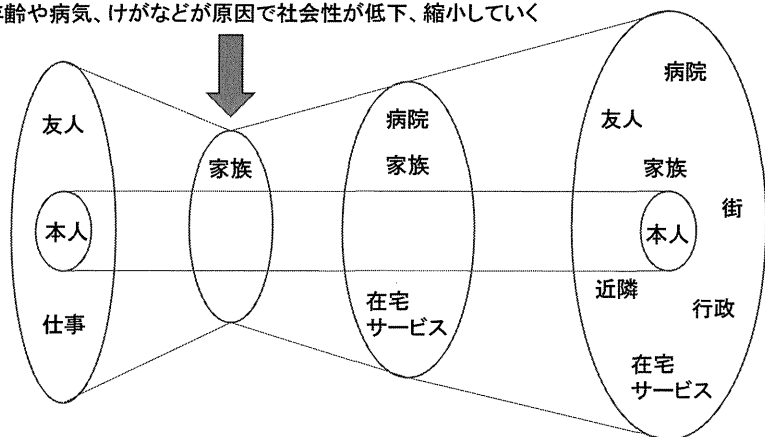 年齢や病気、けがなどが原因で社会性が低下、縮小していく
友人
本人
仕事
家族
病院
家族
在宅
サービス
病院
友人
家族
街
本人
近隣
行政
在宅
サービス